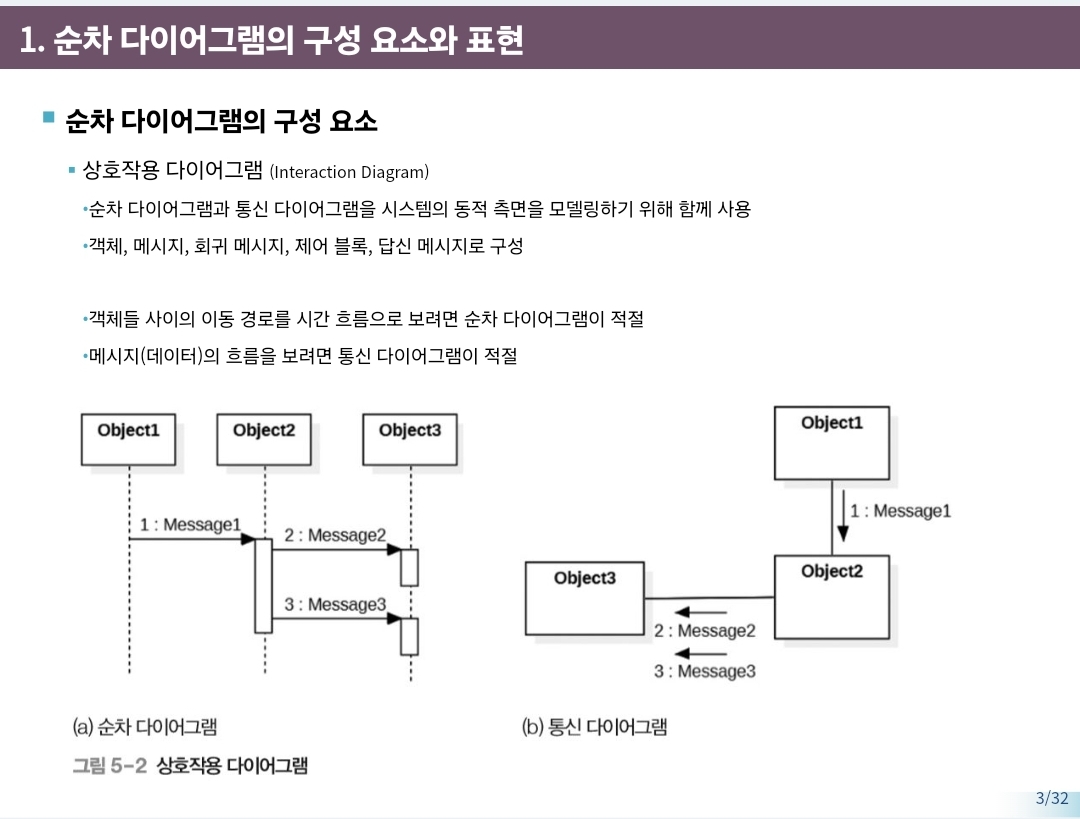 1. 순차 다이어그램의 구성 요소와 표현
순차 다이어그램의 구성 요소
상호작용 다이어그램 (Interaction Diagram)
•순차 다이어그램과 통신 다이어그램을 시스템의 동적 측면을 모델링하기 위해 함께 사용
•객체, 메시지, 회귀 메시지, 제어 블록, 답신 메시지로 구성
•객체들 사이의 이동 경로를 시간 흐름으로 보려면 순차 다이어그램이 적절
•메시지(데이터)의 흐름을 보려면 통신 다이어그램이 적절
Object1 Object2 Object3
1 : Message1
2 : Message2
3 : Message3
(a) 순차 다이어그램
Object1
1 : Message1
Object3 Object2
2 : Message2
3 : Message3
(b) 통신 다이어그램
그림 5-2 상호작용 다이어그램
3/32